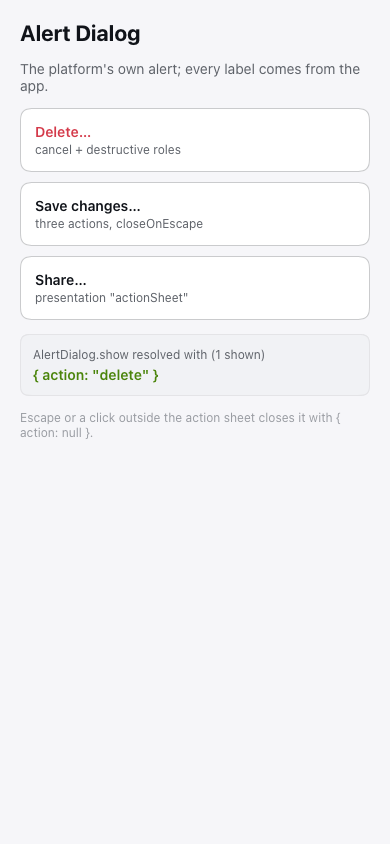 Alert Dialog
The platform's own alert; every label comes from the
app.
Delete...
cancel + destructive roles
Save changes...
three actions, closeOnEscape
Share...
presentation "actionSheet"
AlertDialog.show resolved with (1 shown)
{ action: "delete" }
Escape or a click outside the action sheet closes it with {
action: null }.